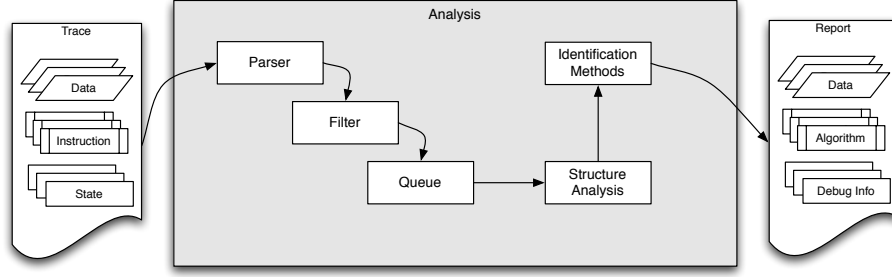 Trace
Data
Instruction
State
Analysis
Parser
Filter
Queue
Structure
Analysis
Identification
Methods
Report
Data
Algorithm
Debug Info